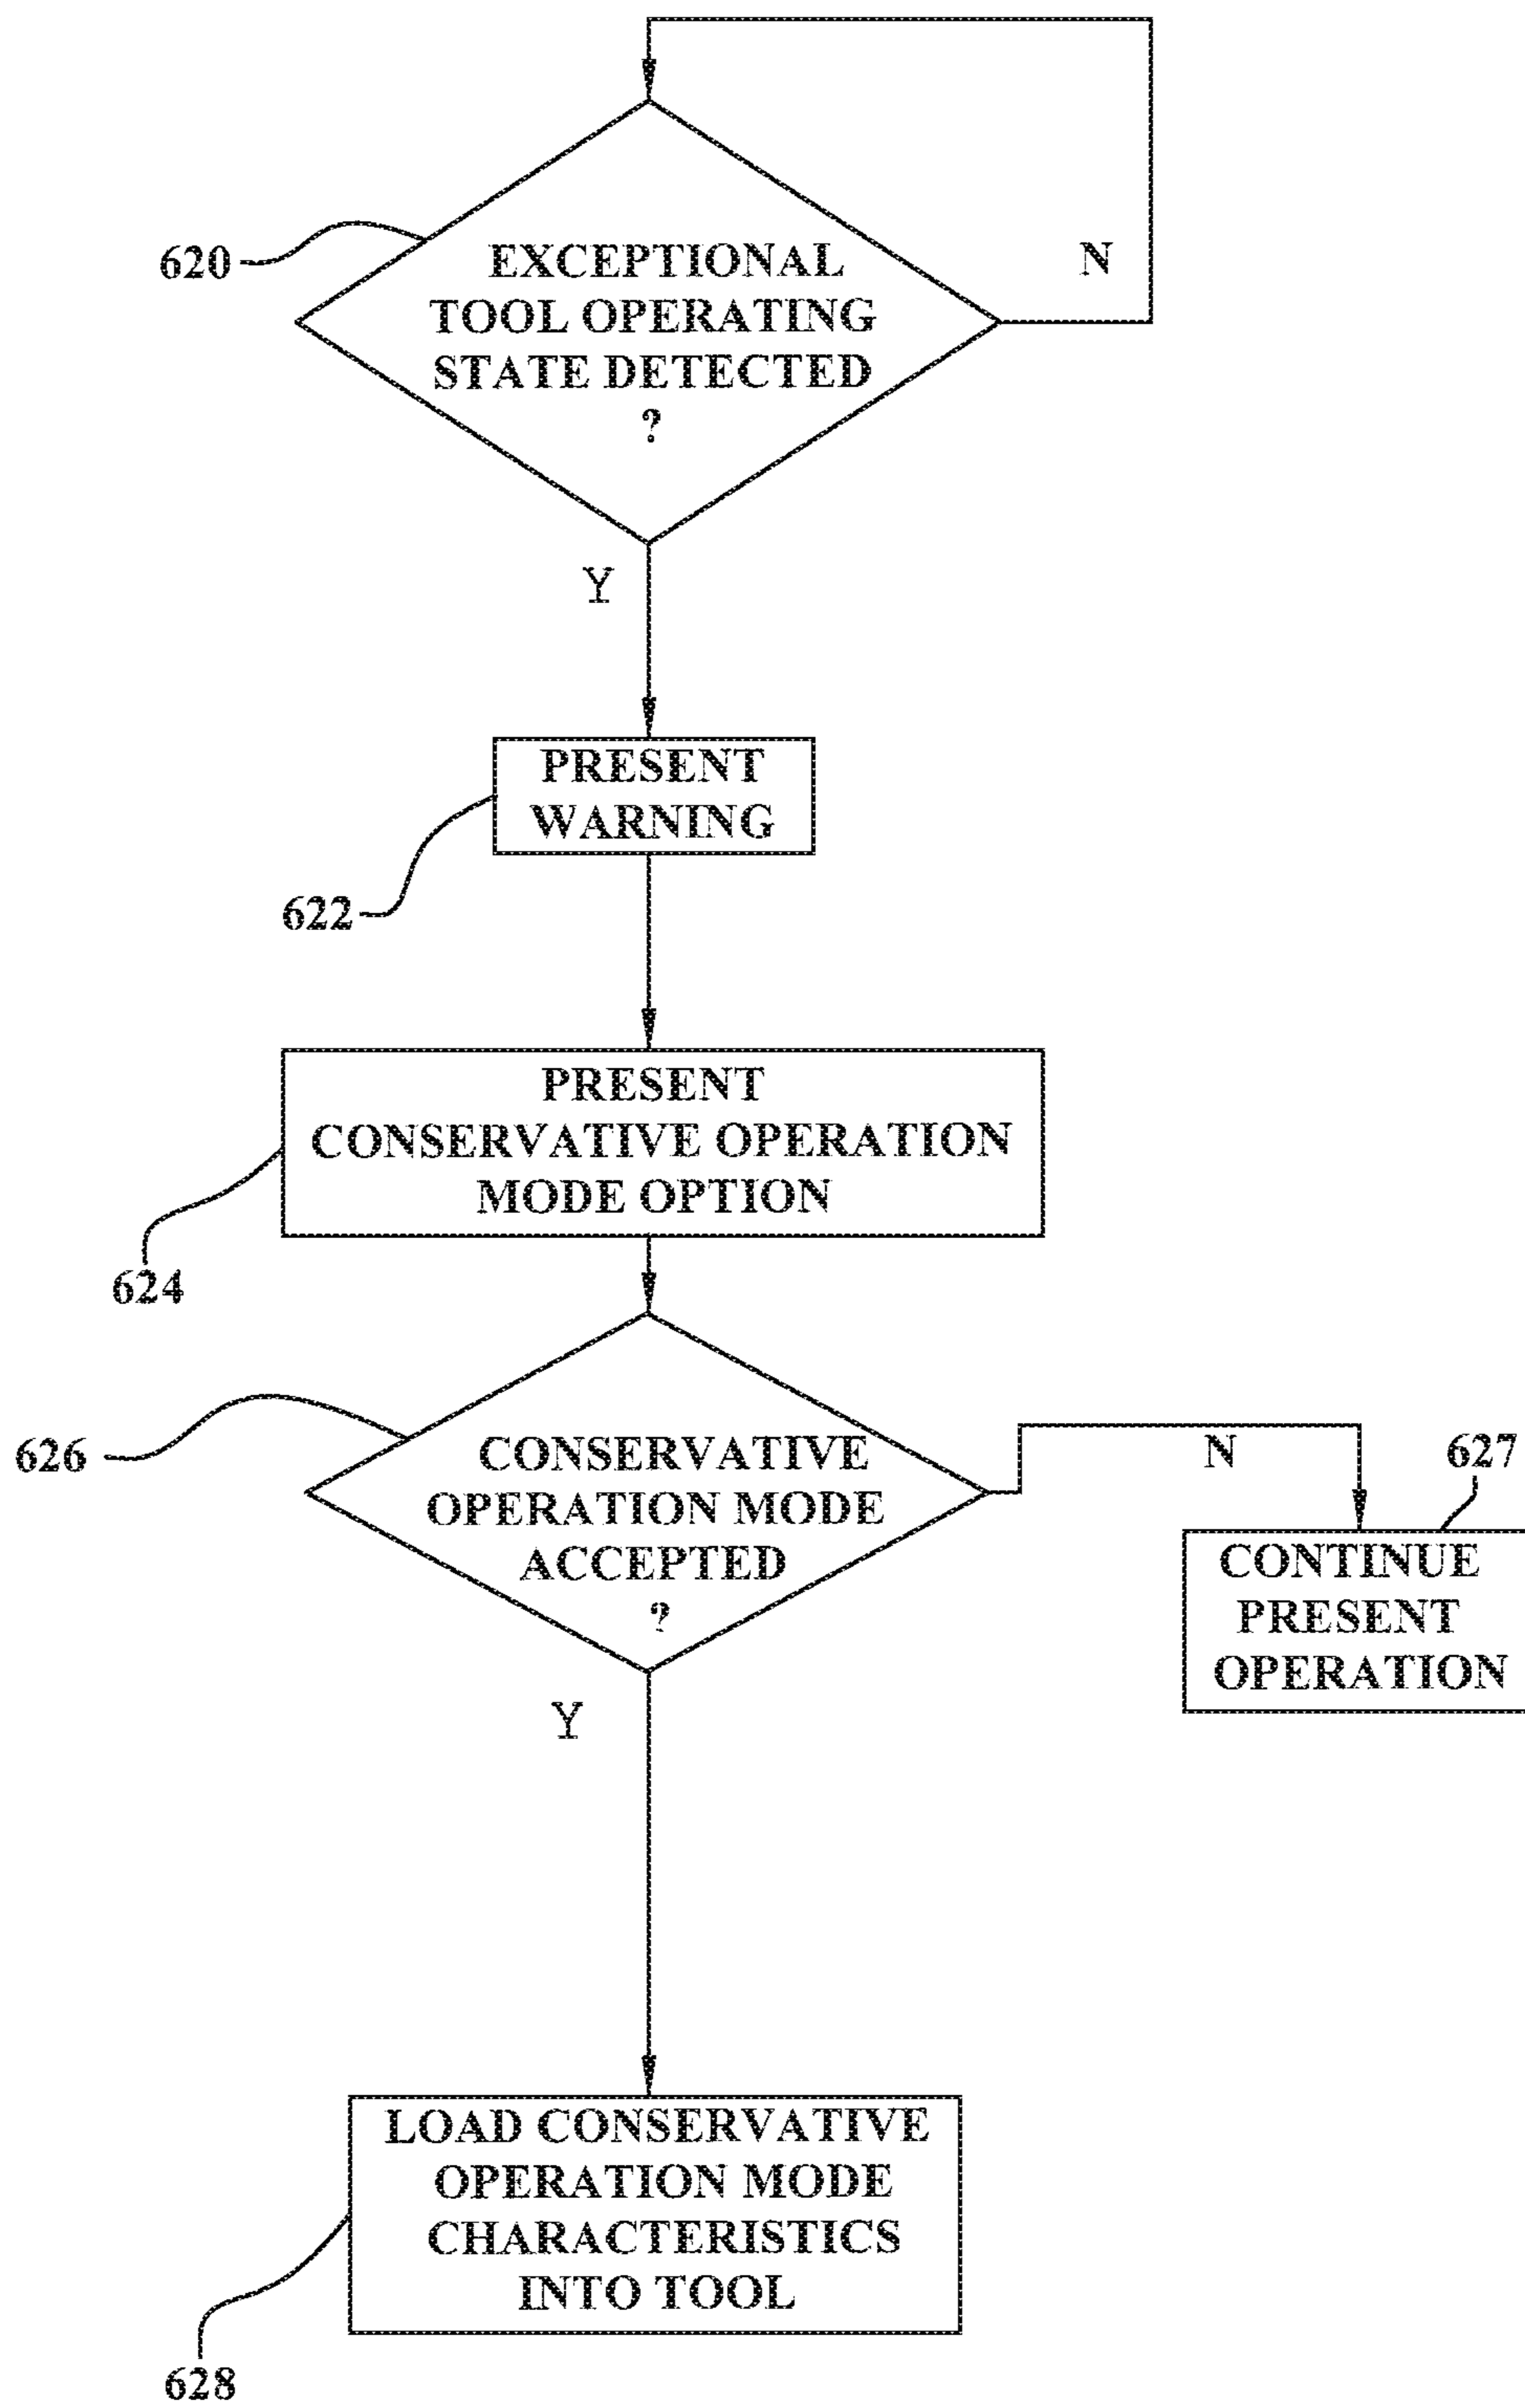 620
EXCEPTIONAL
TOOL OPERATING
STATE DETECTED
?
N
Y
PRESENT
WARNING
622
PRESENT
CONSERVATIVE OPERATION
MODE OPTION
624
626
CONSERVATIVE
OPERATION MODE
ACCEPTED
?
N
627
CONTINUE
PRESENT
OPERATION
Y
LOAD CONSERVATIVE
OPERATION MODE
CHARACTERISTICS
INTO TOOL
628